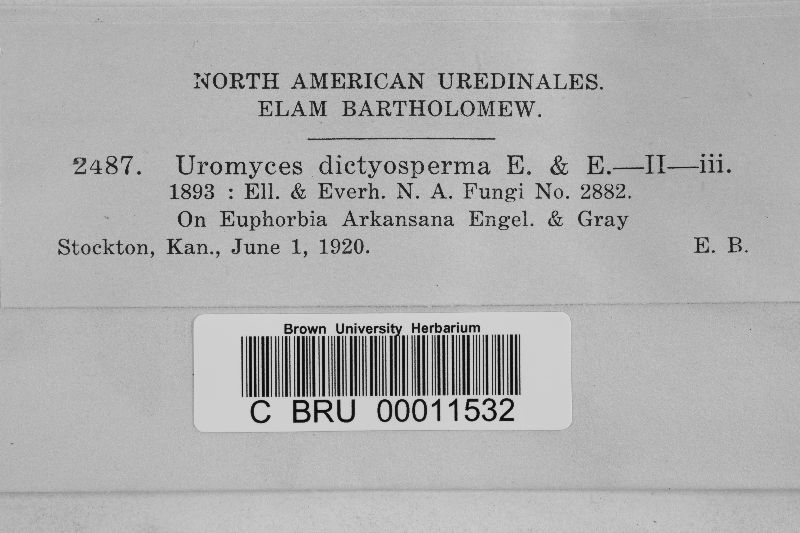 NORTH AMERICAN UREDINALES.
ELAM BARTHOLOMEW.
2487. Uromyces dictyosperma E. & E.—II—iii.
1893 : Ell. & Everh. N. A. Fungi No. 2882.
On Euphorbia Arkansana Engel. & Gray
Stockton, Kan., June 1, 1920. E. B.
Brown University Herbarium
C BRU 00011532